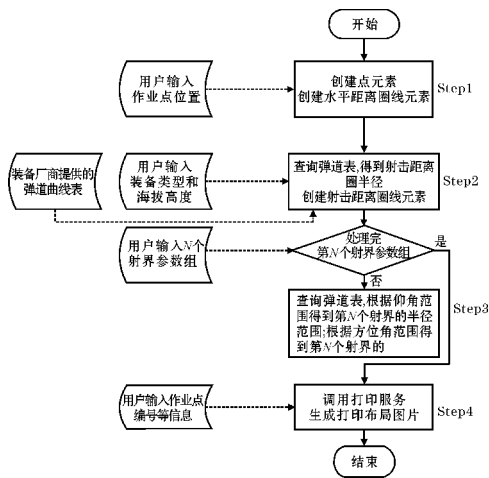 开始
用户输入
作业点位置
创建点元素
创建水平距离圈线元素
Step1
装备厂商提供的
弹道曲线表
用户输入
装备类型和
海拔高度
查询弹道表,得到射击距离
圈半径
创建射击距离圈线元素
Step2
用户输入N个
射界参数组
处理完
第N个射界参数组
是
否
查询弹道表,根据仰角范
围得到第N个射界的半径
范围;根据方位角范围得
到第N个射界的
Step3
用户输入作业点
编号等信息
调用打印服务
生成打印布局图片
Step4
结束